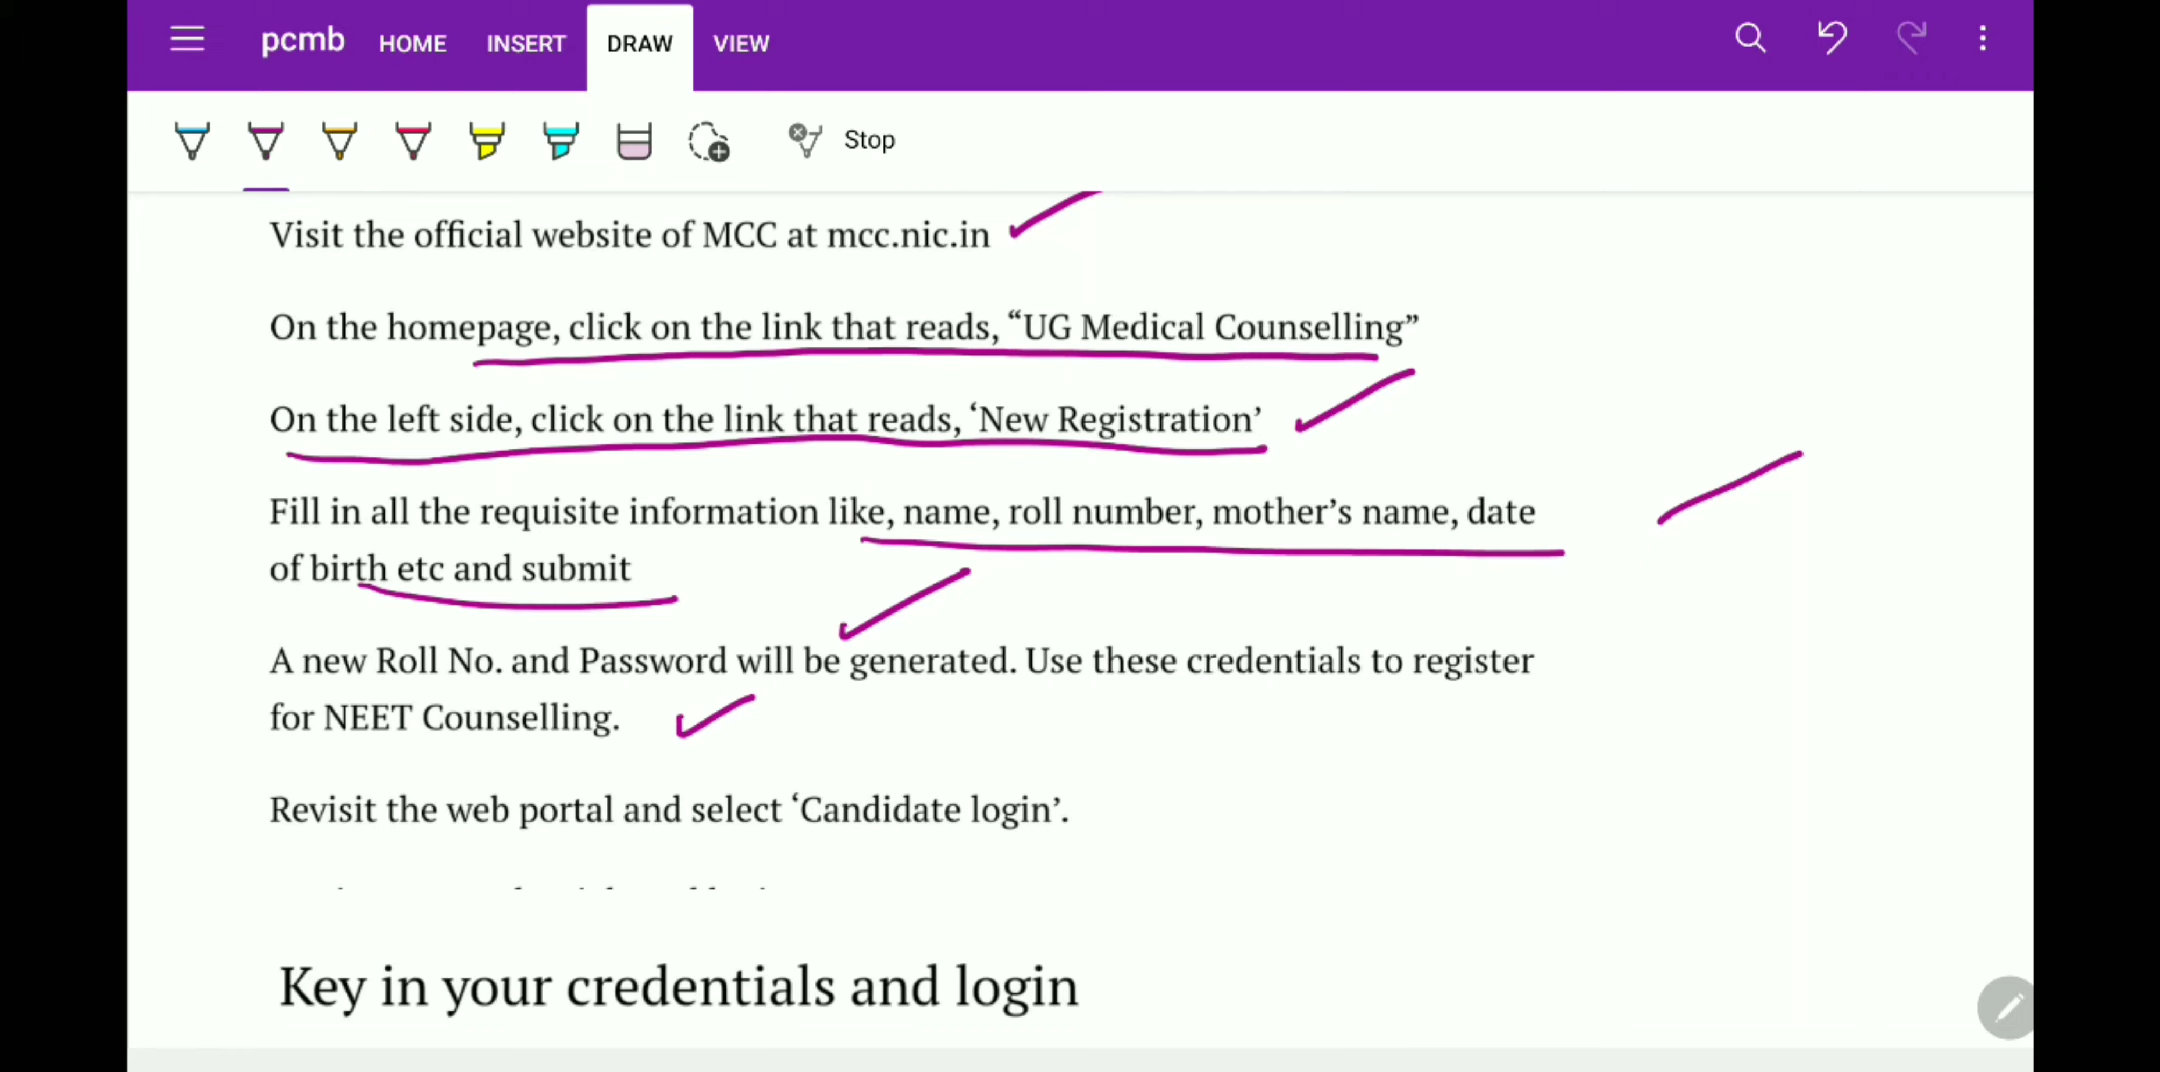 pcmb HOME INSERT DRAW VIEW
Stop
Visit the official website of MCC at mcc.nic.in
On the homepage, click on the link that reads, “UG Medical Counselling”
On the left side, click on the link that reads, ‘New Registration’
Fill in all the requisite information like, name, roll number, mother’s name, date
of birth etc and submit
A new Roll No. and Password will be generated. Use these credentials to register
for NEET Counselling.
Revisit the web portal and select ‘Candidate login’.
Key in your credentials and login